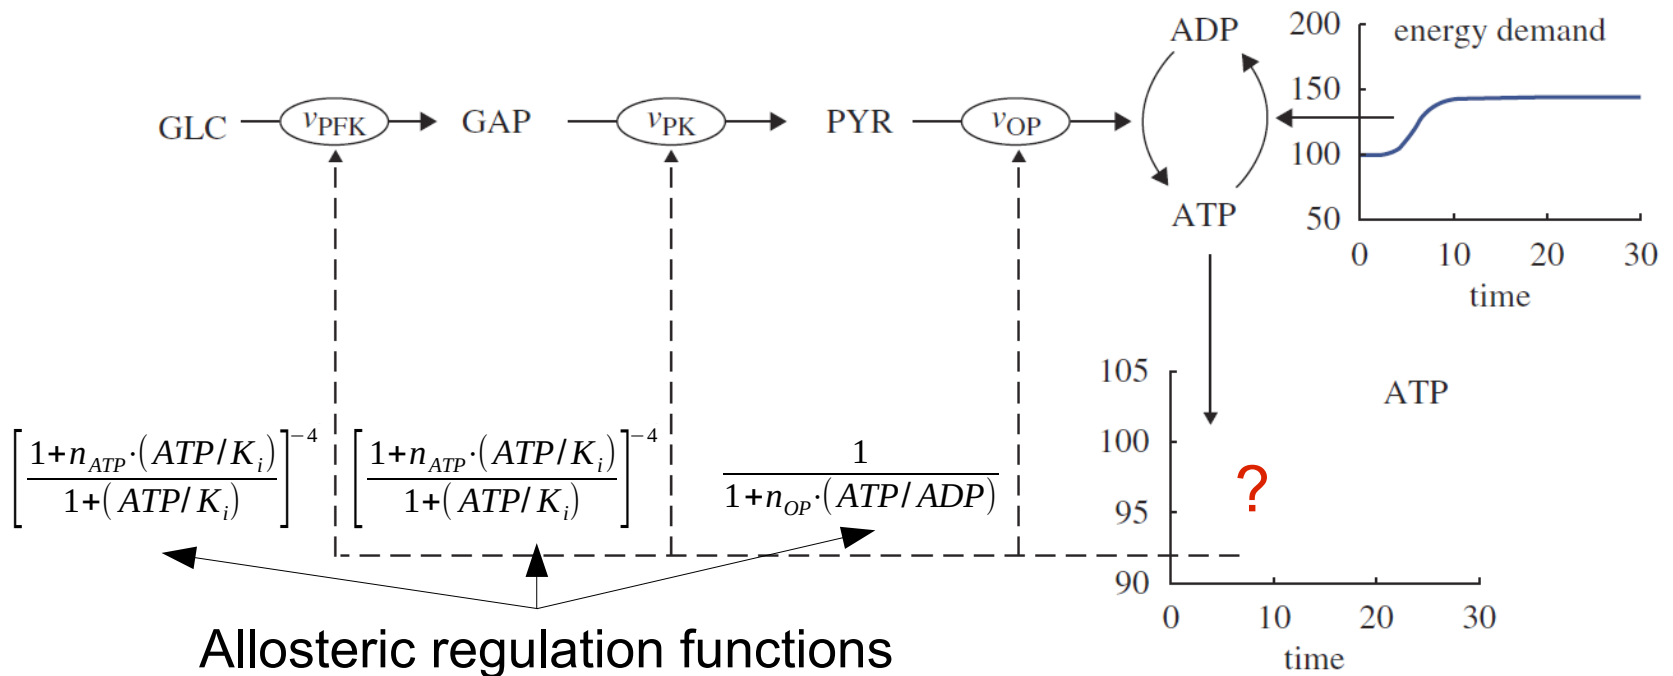 GLC
v_PFK
GAP
v_PK
PYR
v_OP
ADP
ATP
energy demand
200
150
100
50
0 10 20 30
time
ATP
105
100
95
90
0 10 20 30
time
?
[(1+n_ATP·(ATP/K_i))/(1+(ATP/K_i))]^−4
[(1+n_ATP·(ATP/K_i))/(1+(ATP/K_i))]^−4
1/(1+n_OP·(ATP/ADP))
Allosteric regulation functions